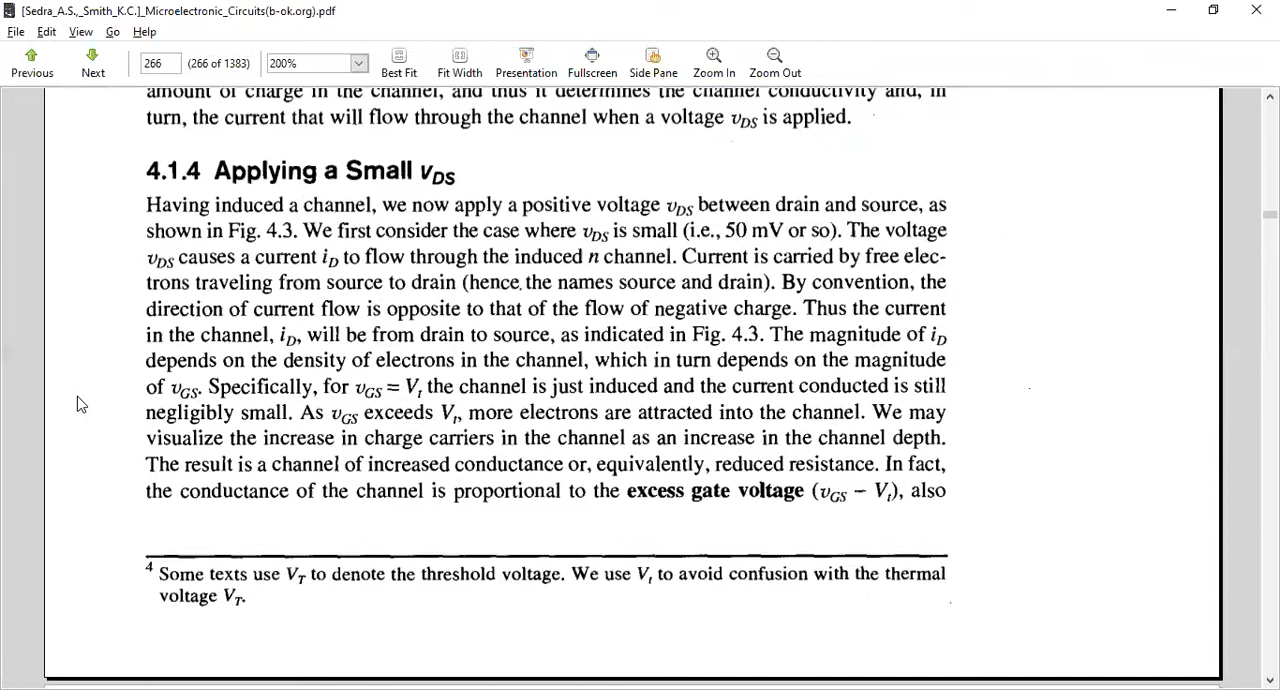 [Sedra_A.S.,_Smith_K.C.]_Microelectronic_Circuits(b-ok.org).pdf
File Edit View Go Help
266 (266 of 1383) 200%
Previous Next Best Fit Fit Width Presentation Fullscreen Side Pane Zoom In Zoom Out
amount of charge in the channel, and thus it determines the channel conductivity and, in
turn, the current that will flow through the channel when a voltage vDS is applied.
4.1.4 Applying a Small vDS
Having induced a channel, we now apply a positive voltage vDS between drain and source, as
shown in Fig. 4.3. We first consider the case where vDS is small (i.e., 50 mV or so). The voltage
vDS causes a current iD to flow through the induced n channel. Current is carried by free elec-
trons traveling from source to drain (hence the names source and drain). By convention, the
direction of current flow is opposite to that of the flow of negative charge. Thus the current
in the channel, iD, will be from drain to source, as indicated in Fig. 4.3. The magnitude of iD
depends on the density of electrons in the channel, which in turn depends on the magnitude
of vGS. Specifically, for vGS = Vt the channel is just induced and the current conducted is still
negligibly small. As vGS exceeds Vt, more electrons are attracted into the channel. We may
visualize the increase in charge carriers in the channel as an increase in the channel depth.
The result is a channel of increased conductance or, equivalently, reduced resistance. In fact,
the conductance of the channel is proportional to the excess gate voltage (vGS − Vt), also
4 Some texts use VT to denote the threshold voltage. We use Vt to avoid confusion with the thermal
voltage VT.